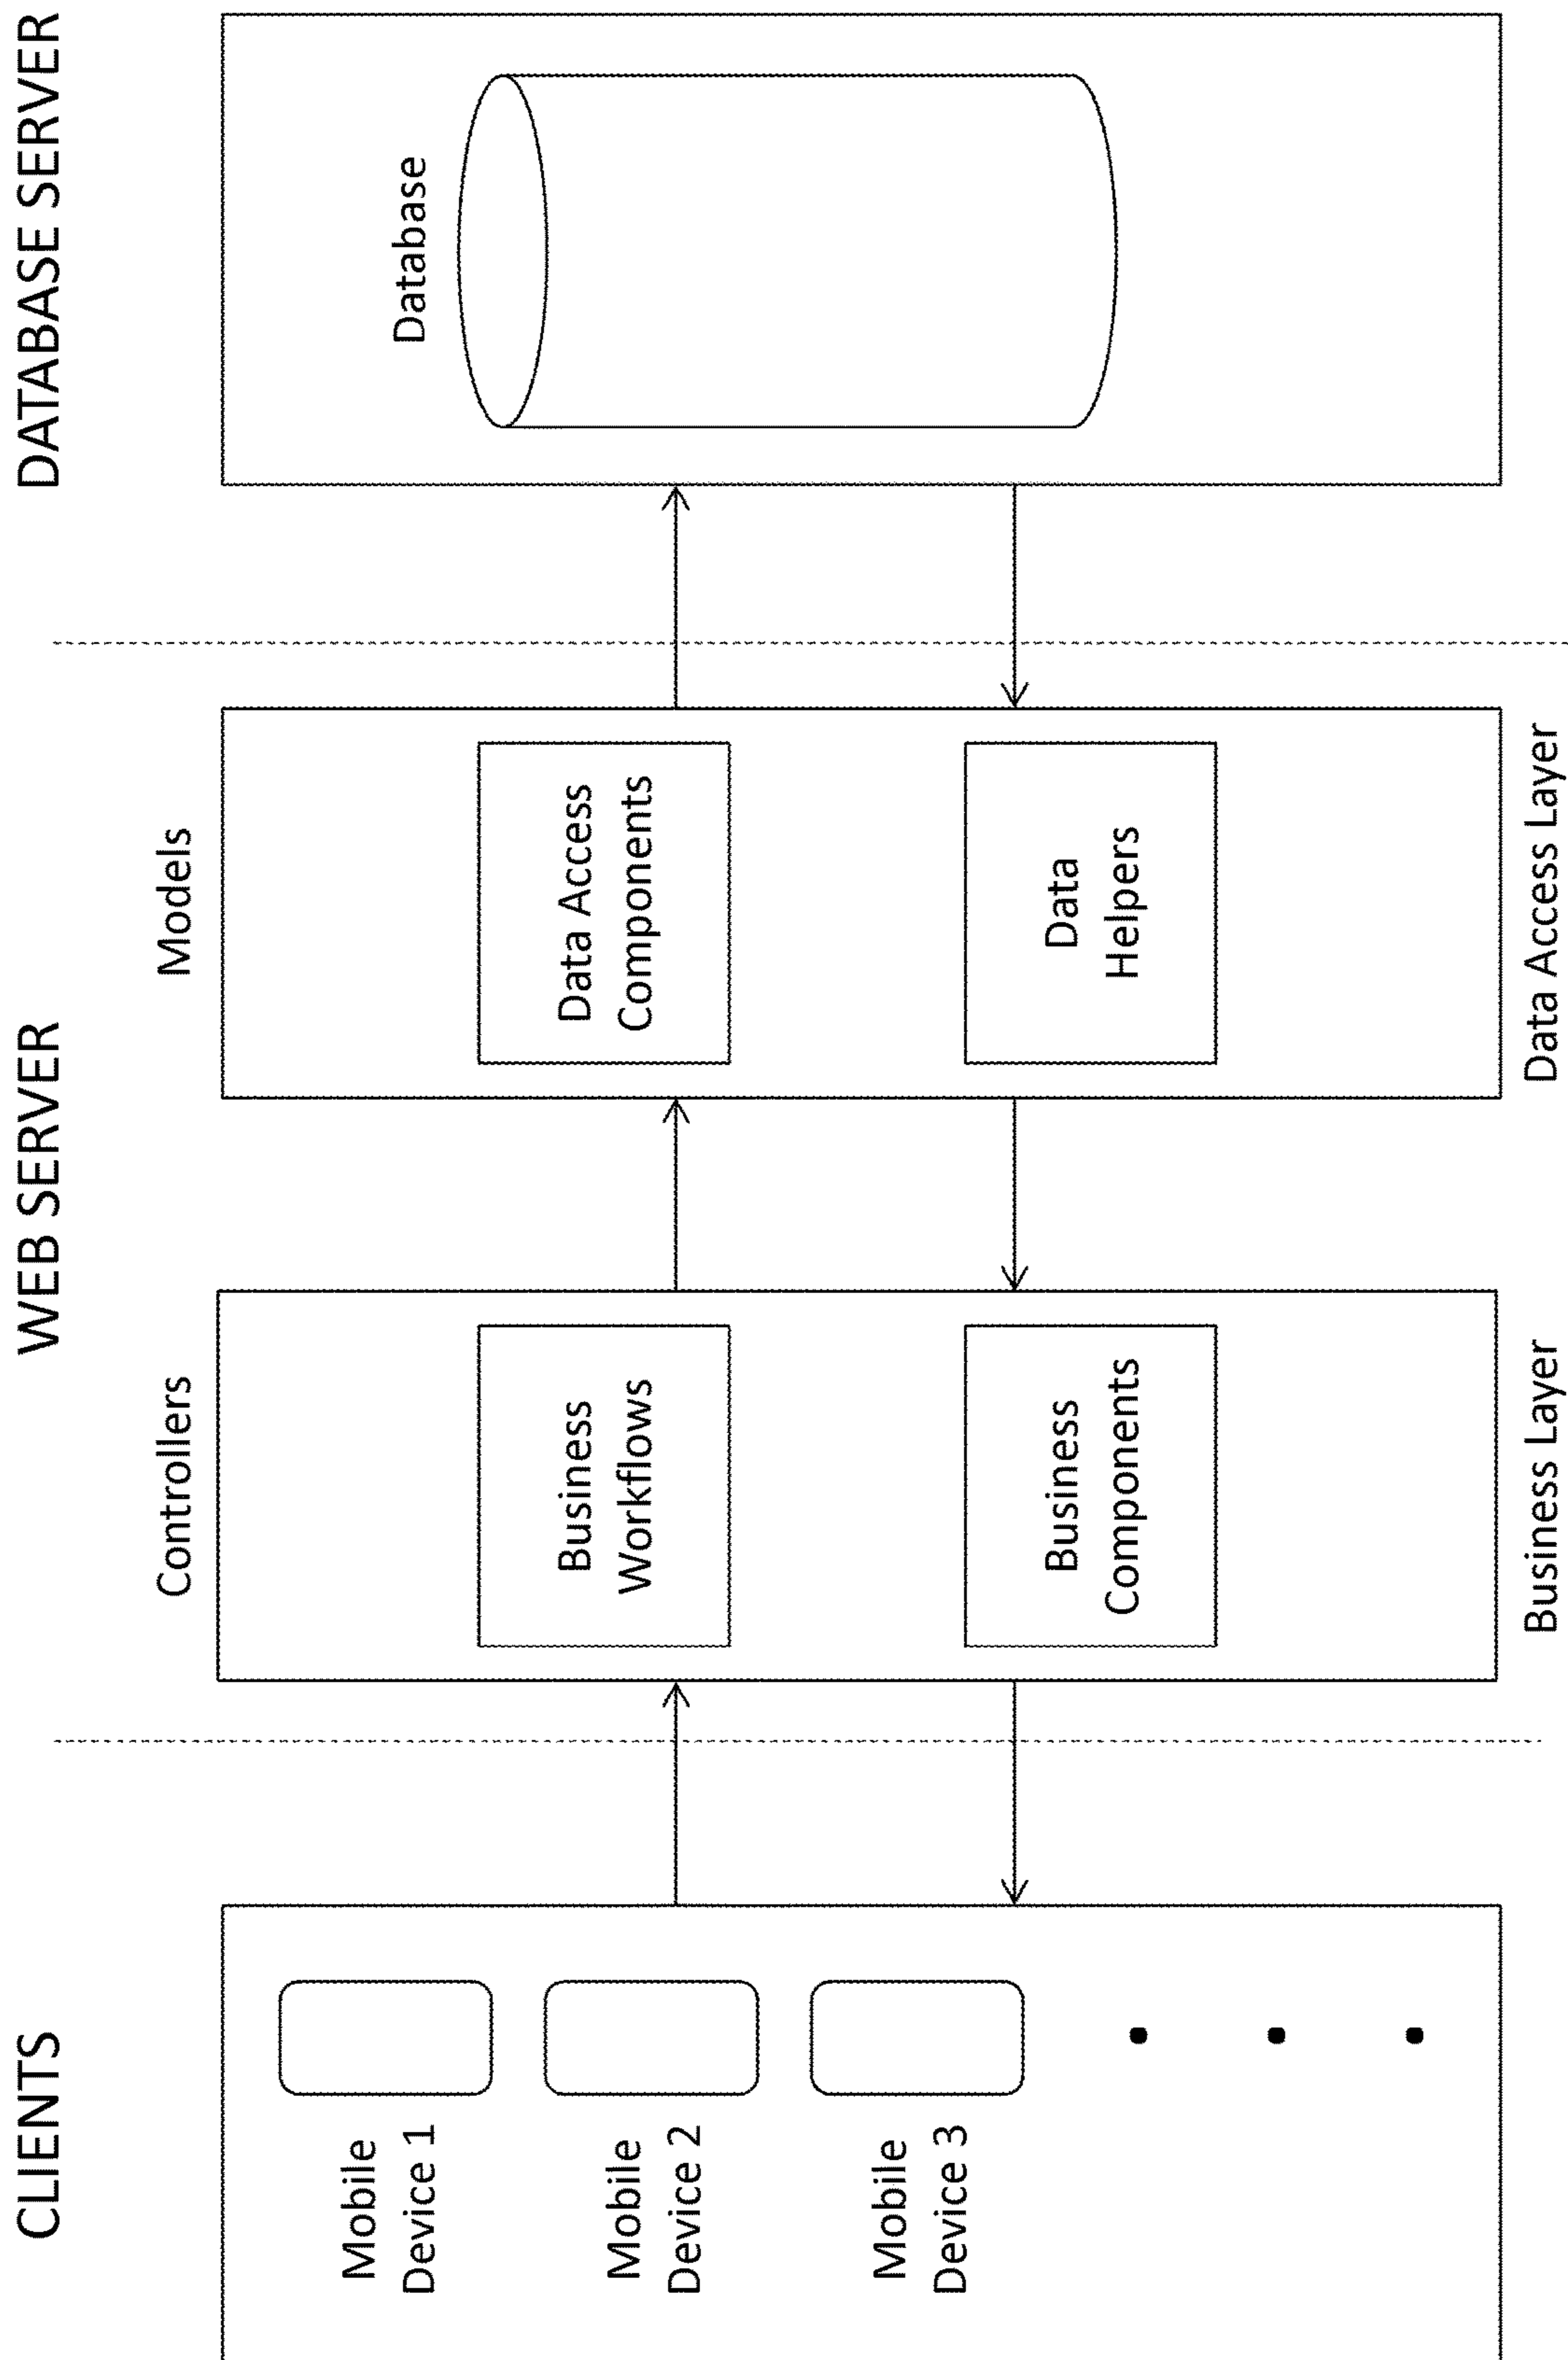 CLIENTS
WEB SERVER
DATABASE SERVER
Mobile
Device 1
Mobile
Device 2
Mobile
Device 3
Controllers
Business
Workflows
Business
Components
Business Layer
Models
Data Access
Components
Data
Helpers
Data Access Layer
Database